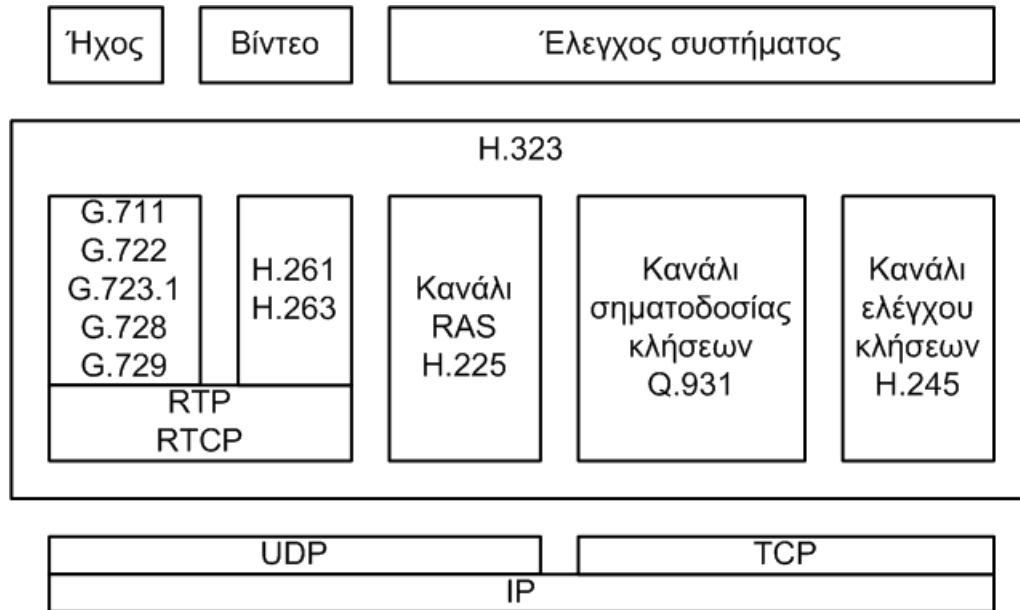 Ήχος
Βίντεο
Έλεγχος συστήματος
H.323
G.711
G.722
G.723.1
G.728
G.729
H.261
H.263
RTP
RTCP
Κανάλι
RAS
H.225
Κανάλι
σηματοδοσίας
κλήσεων
Q.931
Κανάλι
ελέγχου
κλήσεων
H.245
UDP
TCP
IP